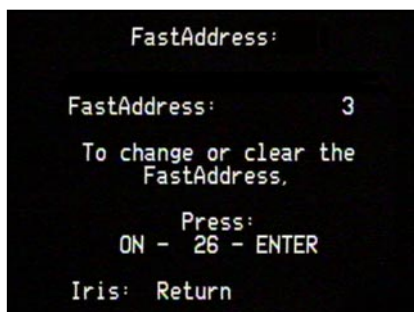 FastAddress:
FastAddress: 3
To change or clear the
FastAddress,
Press:
ON - 26 - ENTER
Iris: Return